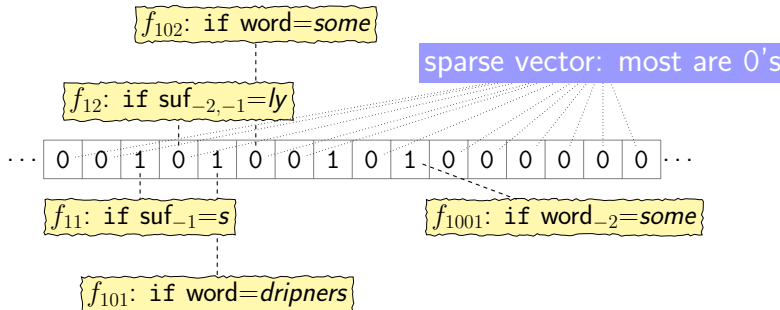 f₁₀₂: if word=some
sparse vector: most are 0's
f₁₂: if suf₋₂,₋₁=ly
··· 0 0 1 0 1 0 0 1 0 1 0 0 0 0 0 0 ···
f₁₁: if suf₋₁=s
f₁₀₀₁: if word₋₂=some
f₁₀₁: if word=dripners